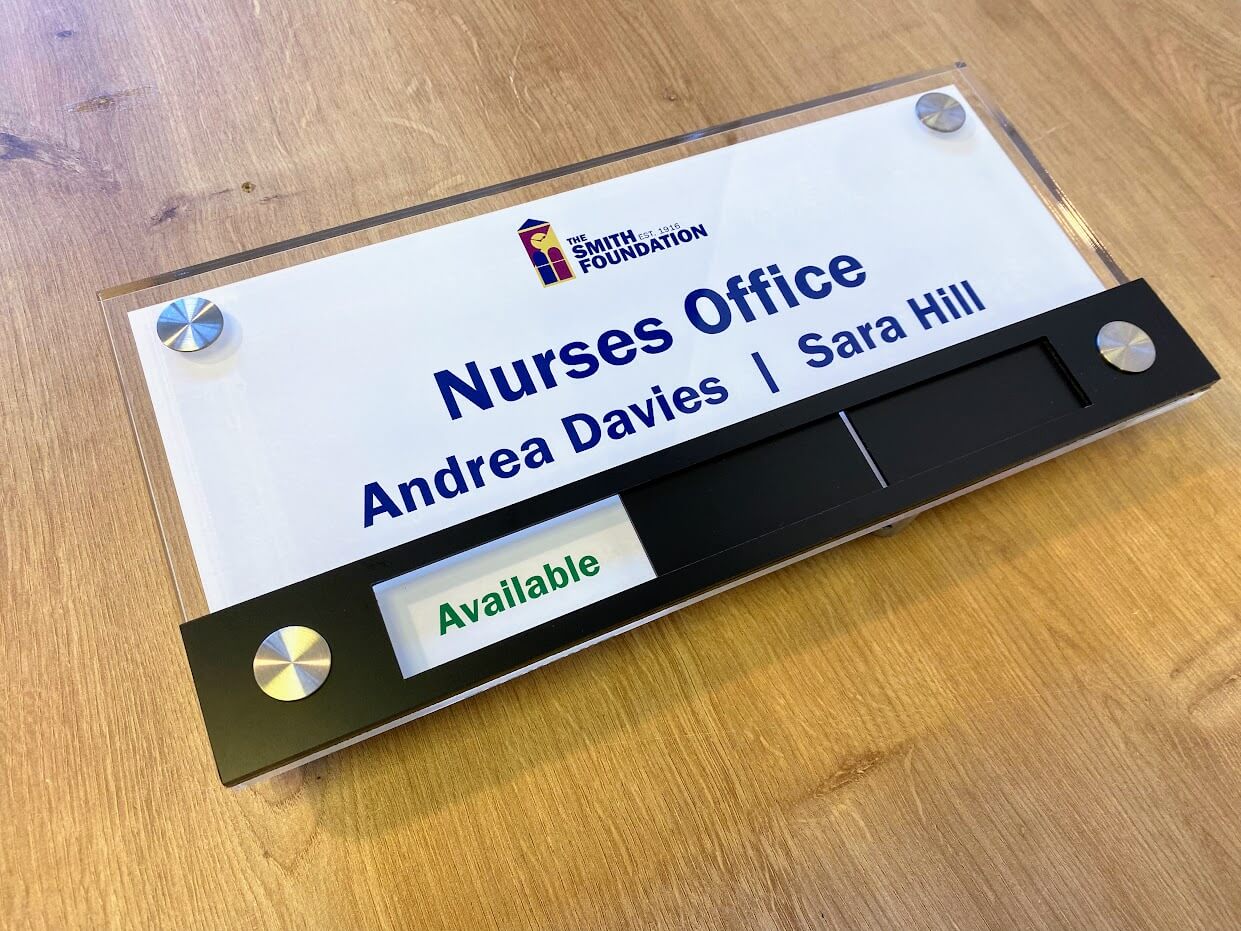 THE
SMITH EST. 1916
FOUNDATION
Nurses Office
Andrea Davies | Sara Hill
Available